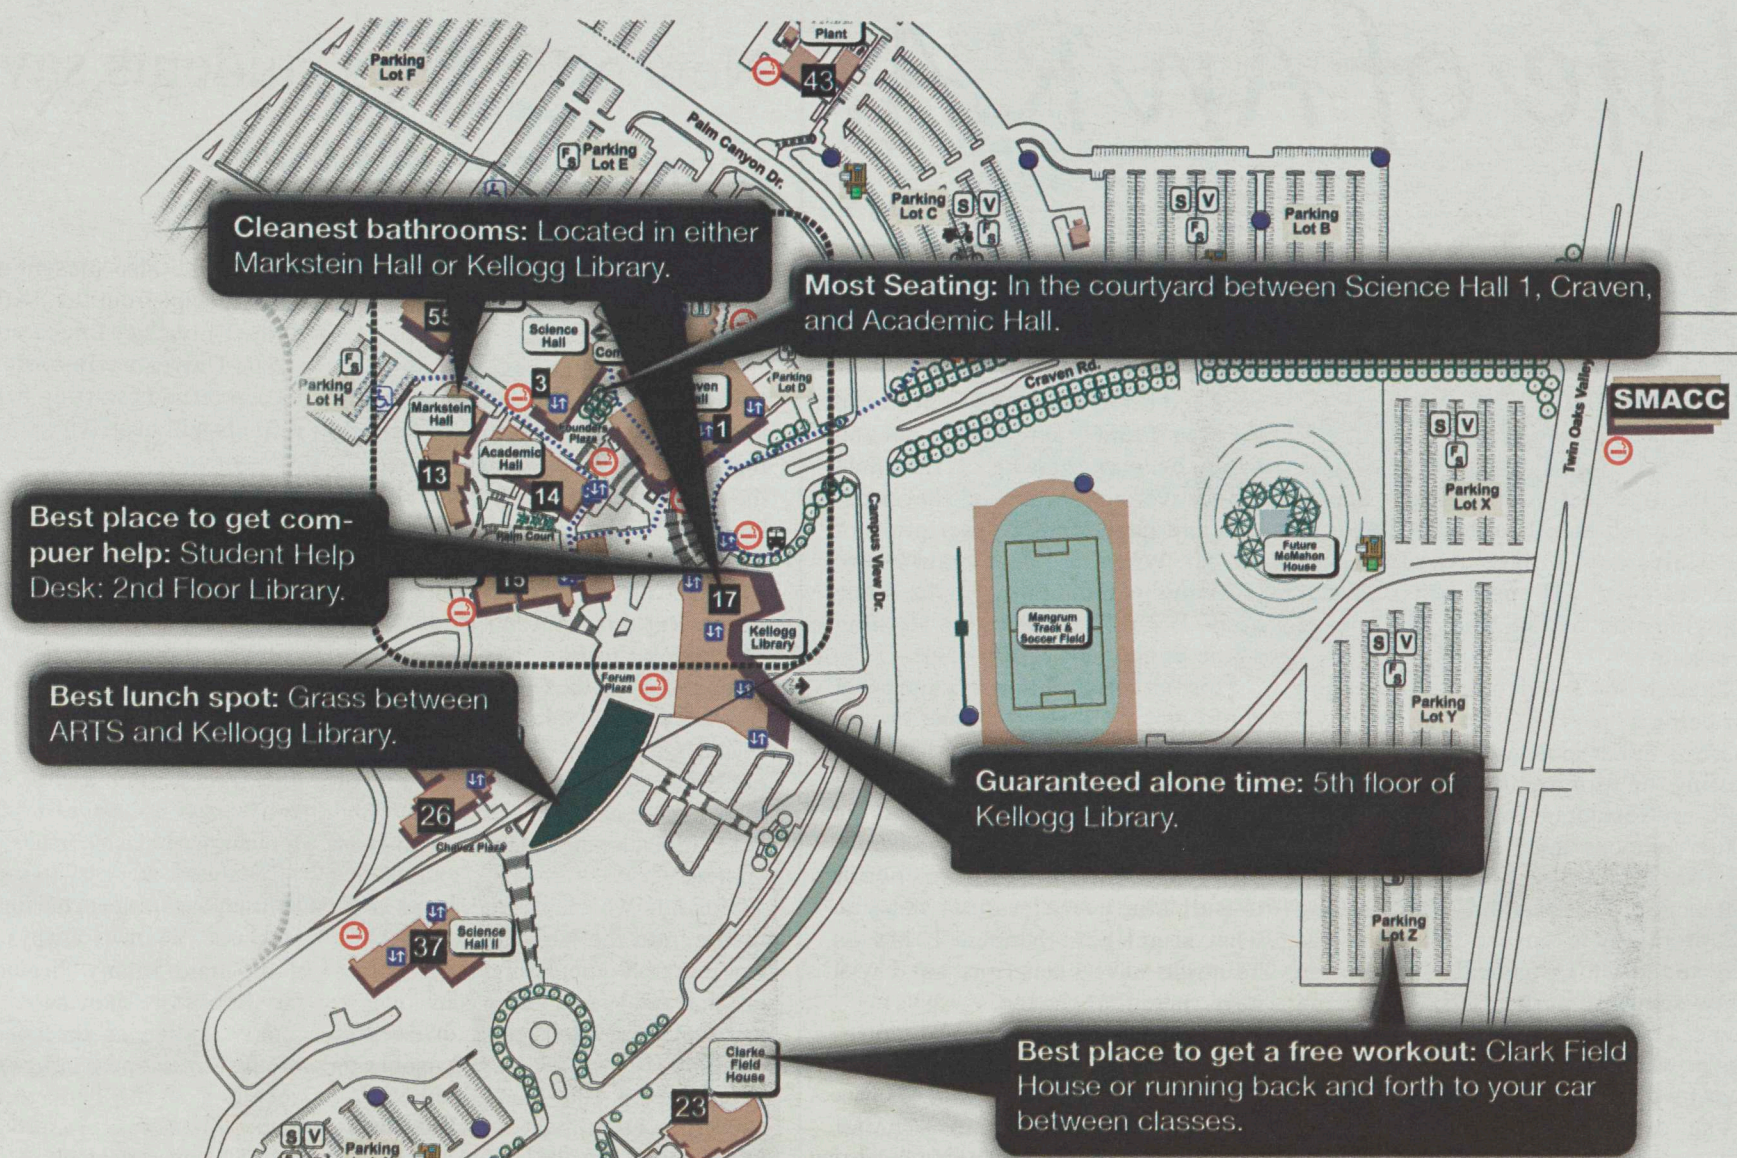 Plant
43
Parking
Lot F
Palm Canyon Dr.
F
S
Parking
Lot E
Parking
Lot C
S V
F
S
S V
F
S
Parking
Lot B
Cleanest bathrooms: Located in either
Markstein Hall or Kellogg Library.
Most Seating: In the courtyard between Science Hall 1, Craven,
and Academic Hall.
55
Science
Hall
Com
F
S
Parking
Lot H
3
Parking
Lot D
Craven Rd.
Twin Oaks Valley
SMACC
Markstein
Hall
Founders
Plaza
1
S V
F
S
Academic
Hall
13
14
Parking
Lot X
Best place to get com-
puer help: Student Help
Desk: 2nd Floor Library.
Palm Court
15
Campus View Dr.
Future
McMahon
House
17
Kellogg
Library
Mangrum
Track &
Soccer Field
S V
F
S
Forum
Plaza
Parking
Lot Y
Best lunch spot: Grass between
ARTS and Kellogg Library.
Guaranteed alone time: 5th floor of
Kellogg Library.
26
Chavez Plaza
Parking
Lot Z
37
Science
Hall II
Clarke
Field
House
23
Best place to get a free workout: Clark Field
House or running back and forth to your car
between classes.
S V
Parking